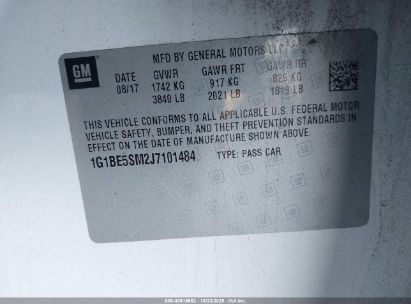 GM
MFD BY GENERAL MOTORS LLC
DATE GVWR GAWR FRT GAWR RR
08/17 1742 KG 917 KG 825 KG
3840 LB 2021 LB 1819 LB
THIS VEHICLE CONFORMS TO ALL APPLICABLE U.S. FEDERAL MOTOR
VEHICLE SAFETY, BUMPER, AND THEFT PREVENTION STANDARDS IN
EFFECT ON THE DATE OF MANUFACTURE SHOWN ABOVE.
1G1BE5SM2J7101484 TYPE: PASS CAR